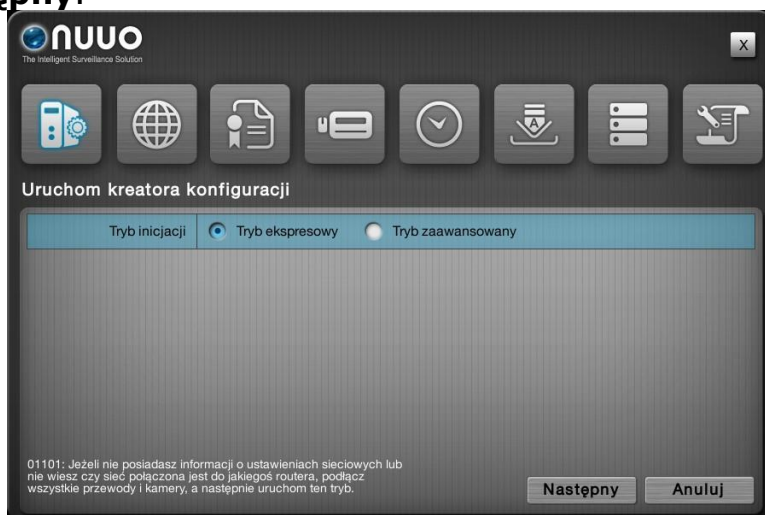 ępny.
nuuo
The Intelligent Surveillance Solution
X
A
Uruchom kreatora konfiguracji
Tryb inicjacji Tryb ekspresowy Tryb zaawansowany
01101: Jeżeli nie posiadasz informacji o ustawieniach sieciowych lub
nie wiesz czy sieć połączona jest do jakiegoś routera, podłącz
wszystkie przewody i kamery, a następnie uruchom ten tryb.
Następny Anuluj